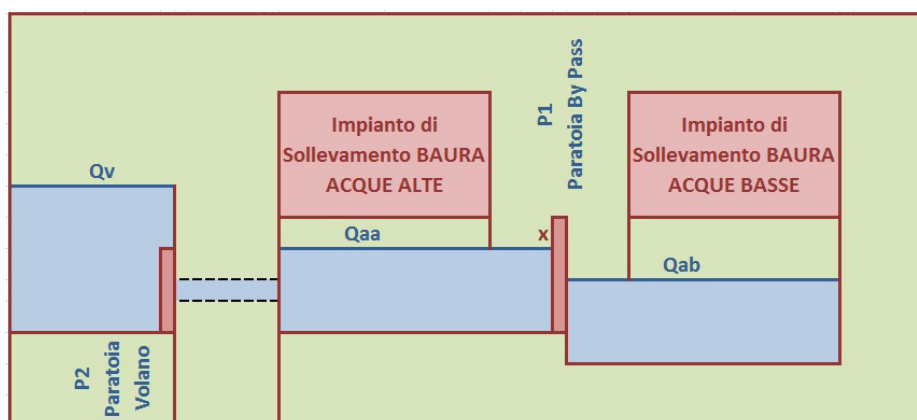 Qv
P2
Paratoia
Volano
Impianto di
Sollevamento BAURA
ACQUE ALTE
Qaa
x
P1
Paratoia By Pass
Impianto di
Sollevamento BAURA
ACQUE BASSE
Qab